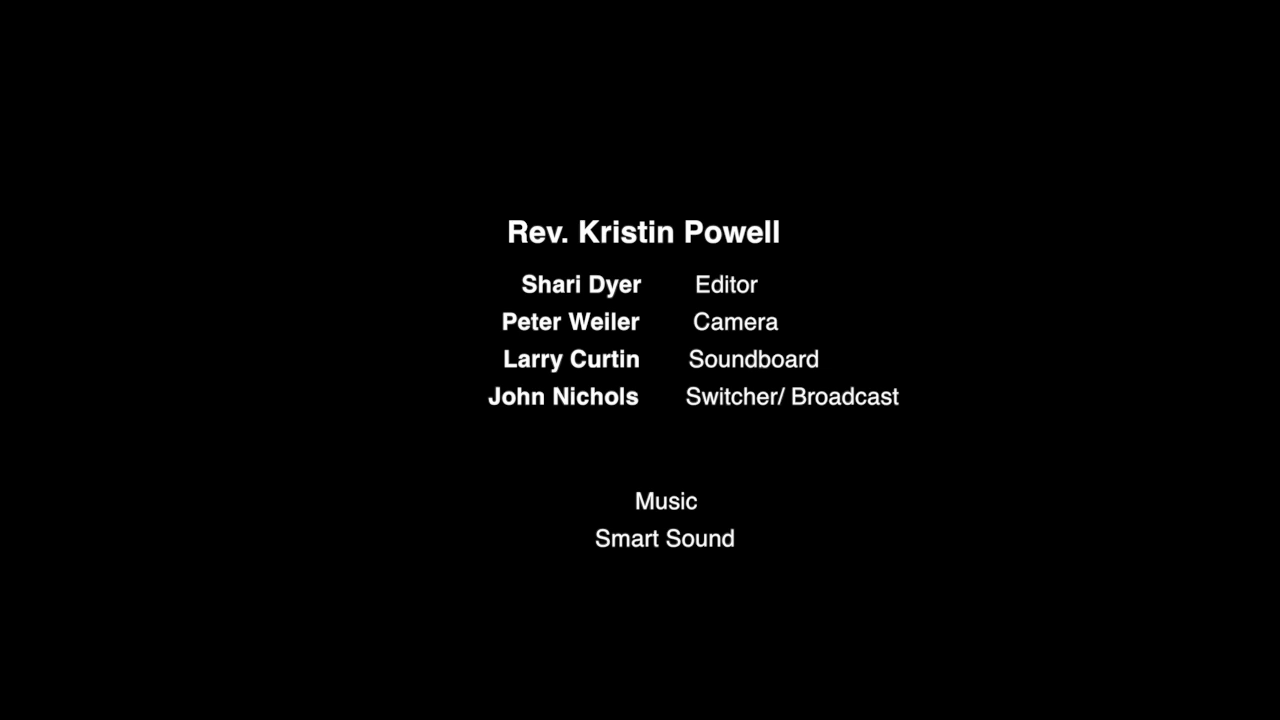 Rev. Kristin Powell
Shari Dyer Editor
Peter Weiler Camera
Larry Curtin Soundboard
John Nichols Switcher/ Broadcast
Music
Smart Sound